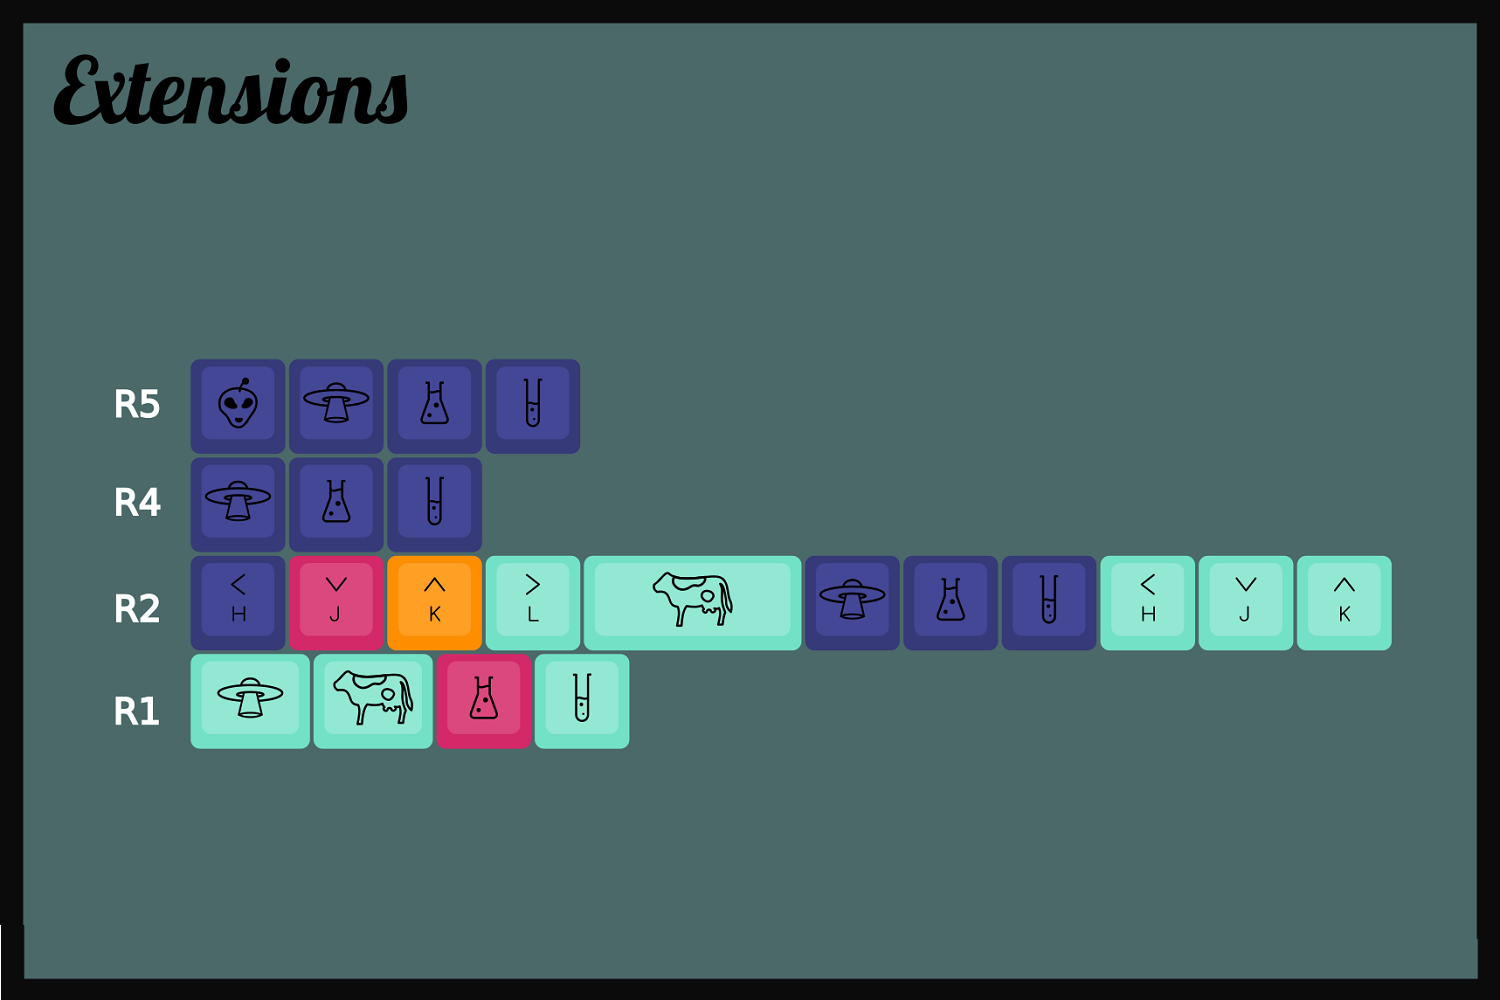 Extensions
R5
R4
R2
< ∨ ∧ > < ∨ ∧
H J K L H J K
R1